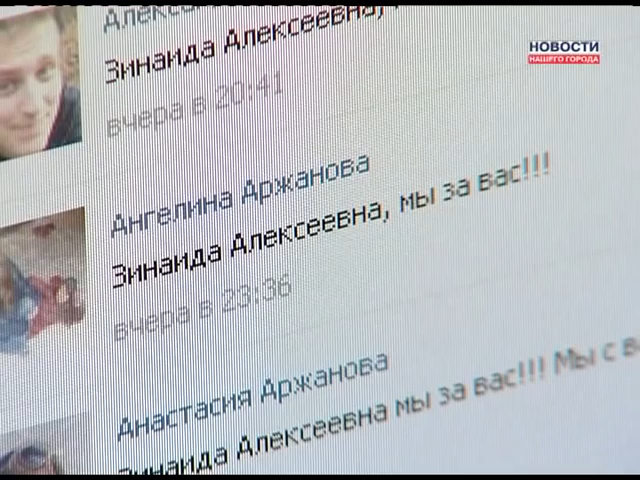 Зинаида Алексеевна,
вчера в 20:41
НОВОСТИ
НАШЕГО ГОРОДА
Ангелина Аржанова
Зинаида Алексеевна, мы за вас!!!
вчера в 23:36
Анастасия Аржанова
Зинаида Алексеевна мы за вас!!! Мы с